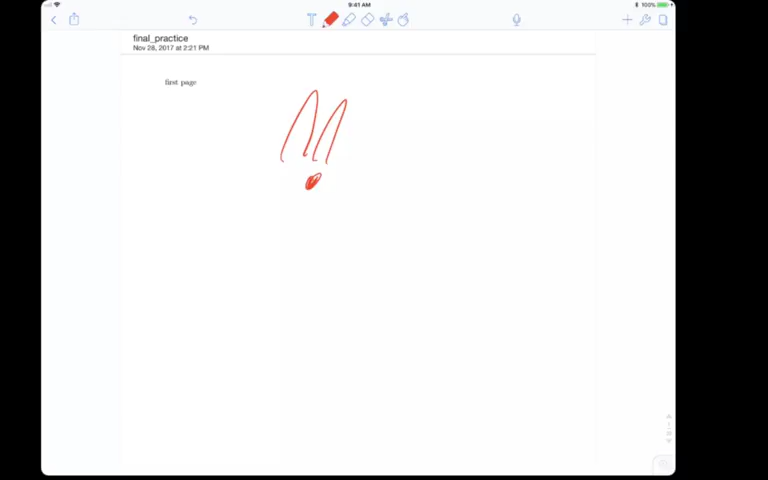 9:41 AM
100%
T
final_practice
Nov 28, 2017 at 2:21 PM
first page